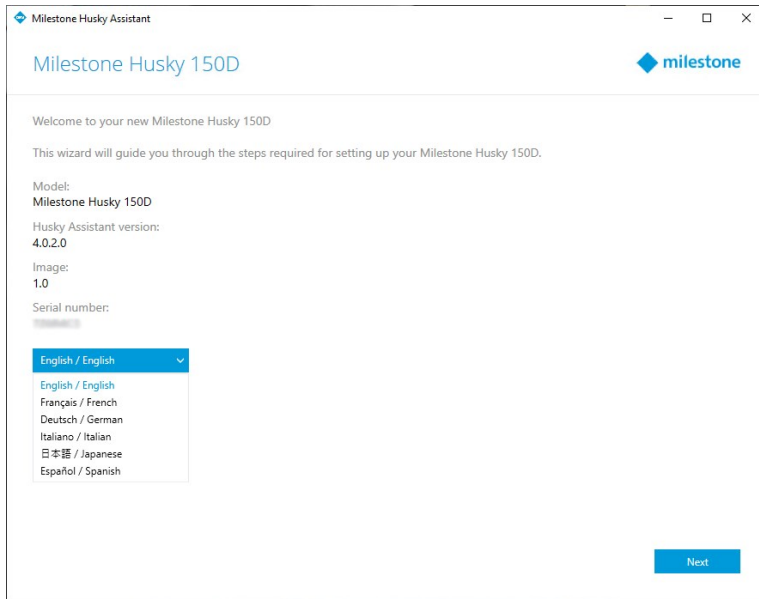 Milestone Husky Assistant
Milestone Husky 150D
milestone
Welcome to your new Milestone Husky 150D
This wizard will guide you through the steps required for setting up your Milestone Husky 150D.
Model:
Milestone Husky 150D
Husky Assistant version:
4.0.2.0
Image:
1.0
Serial number:
English / English
English / English
Français / French
Deutsch / German
Italiano / Italian
日本語 / Japanese
Español / Spanish
Next